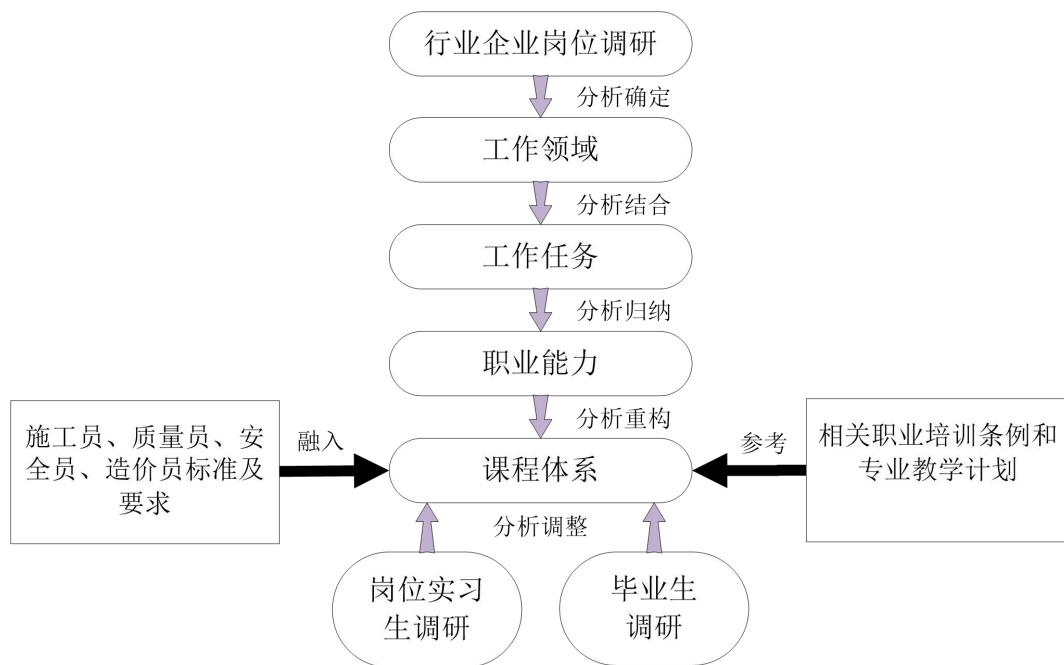 行业企业岗位调研
分析确定
工作领域
分析结合
工作任务
分析归纳
职业能力
分析重构
施工员、质量员、安
全员、造价员标准及
要求
融入
课程体系
参考
相关职业培训条例和
专业教学计划
分析调整
岗位实习
生调研
毕业生
调研